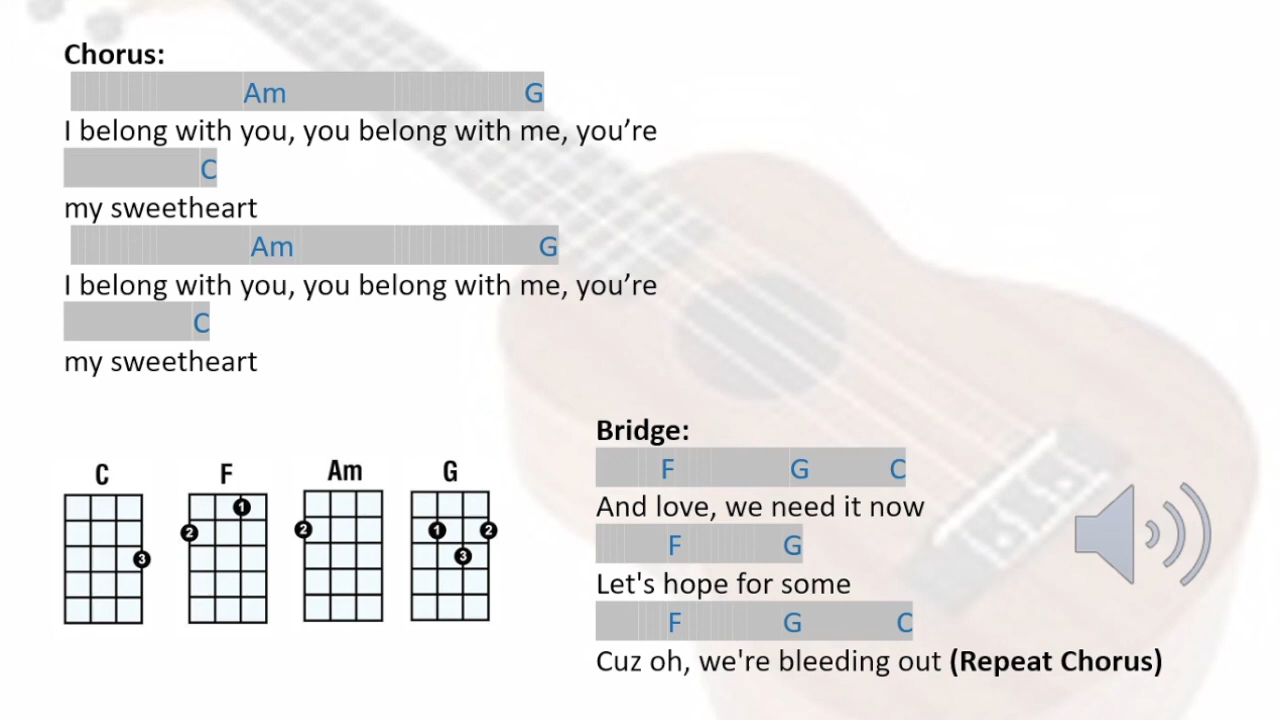 Chorus:
Am G
I belong with you, you belong with me, you’re
C
my sweetheart
Am G
I belong with you, you belong with me, you’re
C
my sweetheart
C F Am G
3
1 2
2
1 2 3
Bridge:
F G C
And love, we need it now
F G
Let's hope for some
F G C
Cuz oh, we're bleeding out (Repeat Chorus)